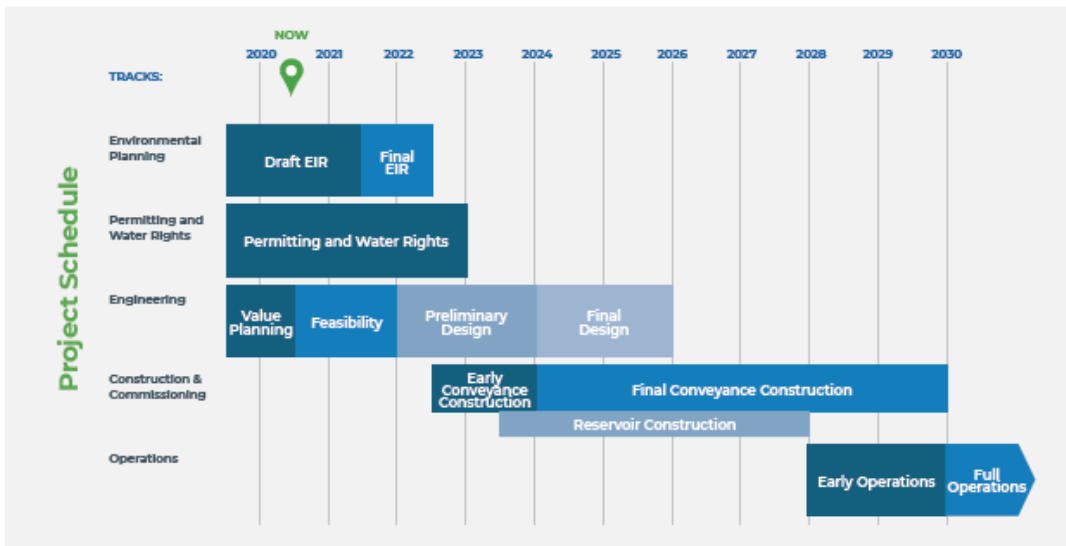 NOW
2020 2021 2022 2023 2024 2025 2026 2027 2028 2029 2030
TRACKS:
Project Schedule
Environmental
Planning
Draft EIR
Final
EIR
Permitting and
Water Rights
Permitting and Water Rights
Engineering
Value
Planning
Feasibility
Preliminary
Design
Final
Design
Construction &
Commissioning
Early
Conveyance
Construction
Final Conveyance Construction
Reservoir Construction
Operations
Early Operations
Full
Operations